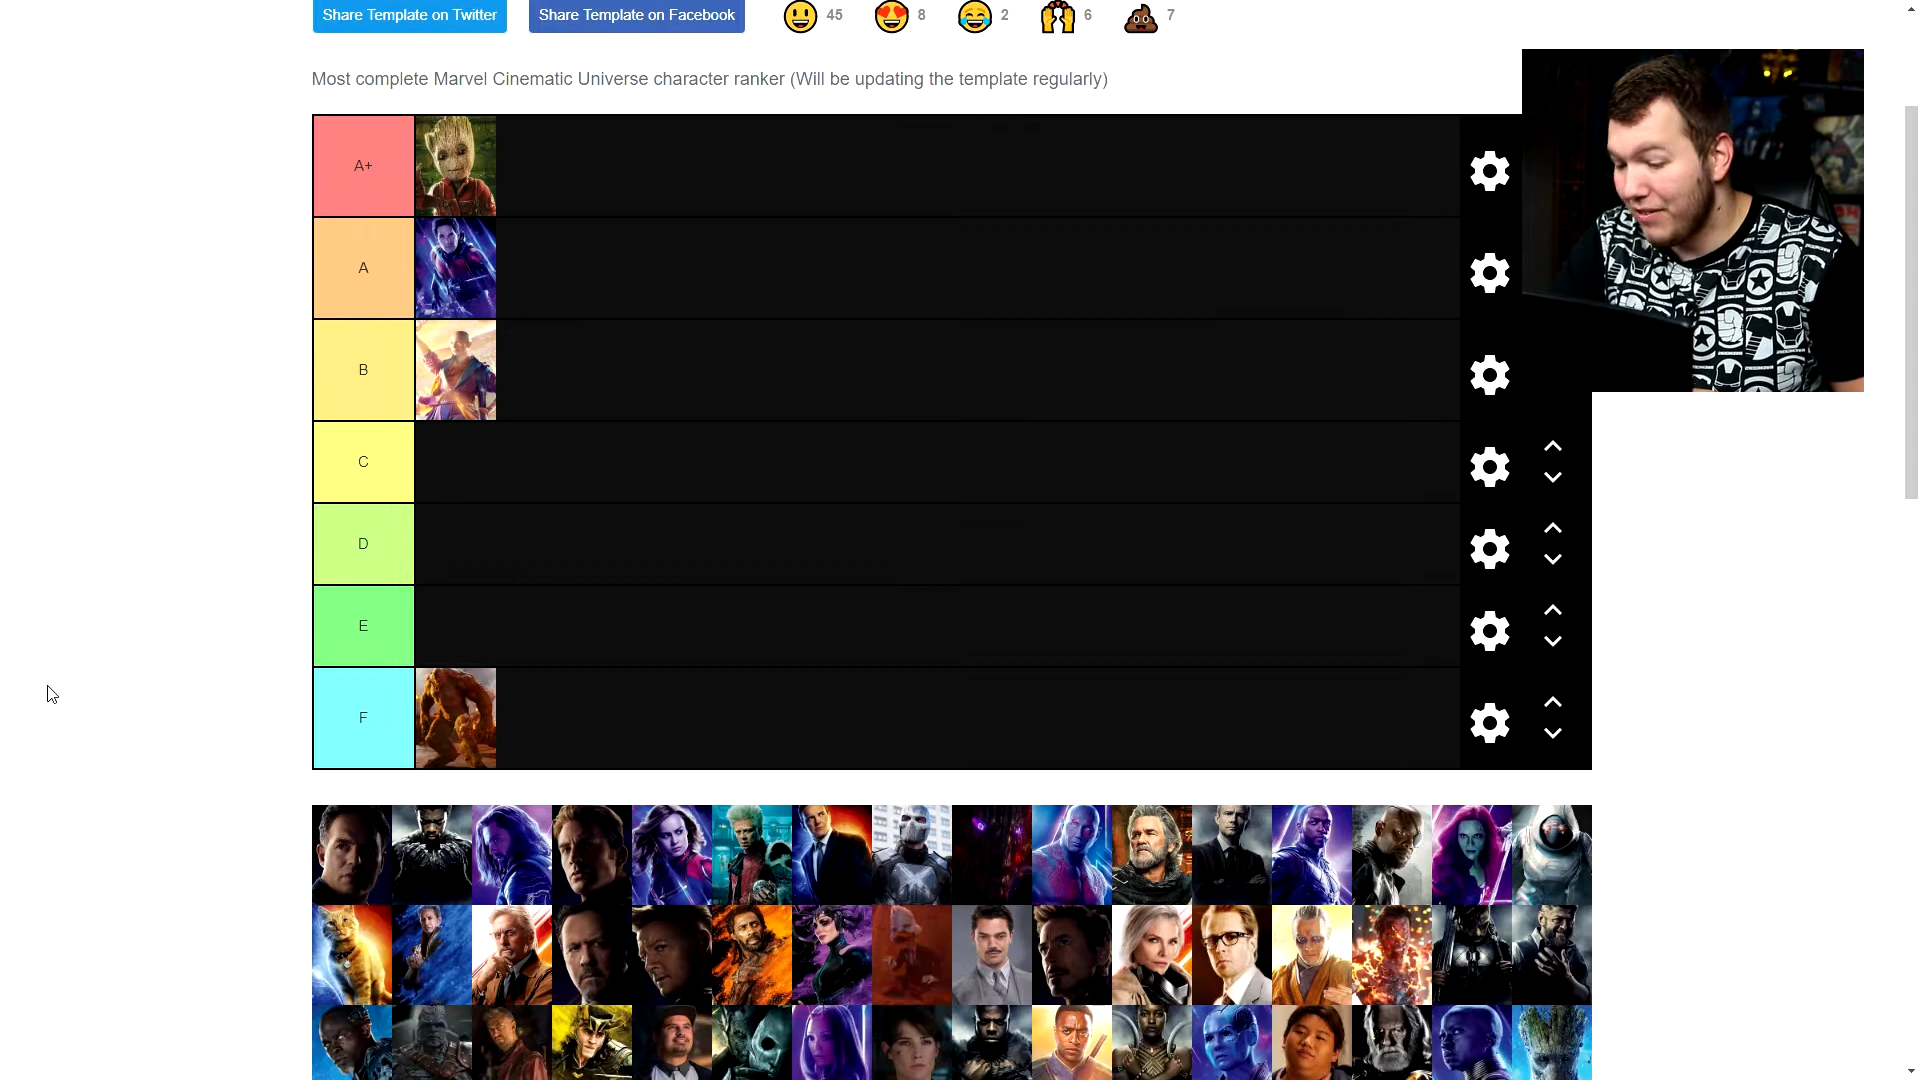 Share Template on Twitter
Share Template on Facebook
45
8
2
6
7
Most complete Marvel Cinematic Universe character ranker (Will be updating the template regularly)
A+
A
B
C
D
E
F